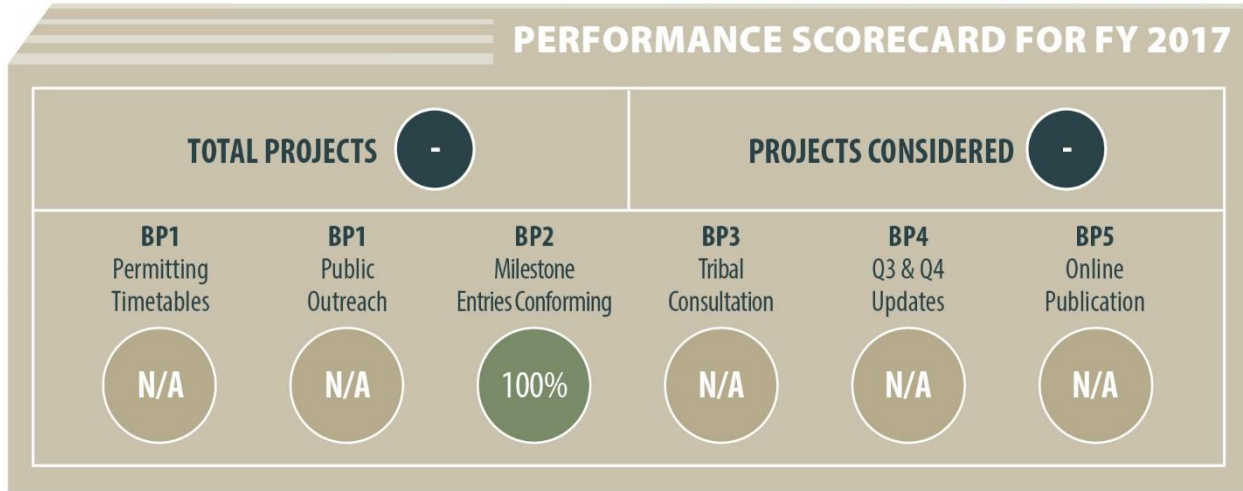 PERFORMANCE SCORECARD FOR FY 2017
TOTAL PROJECTS -
PROJECTS CONSIDERED -
BP1
Permitting
Timetables
N/A
BP1
Public
Outreach
N/A
BP2
Milestone
Entries Conforming
100%
BP3
Tribal
Consultation
N/A
BP4
Q3 & Q4
Updates
N/A
BP5
Online
Publication
N/A